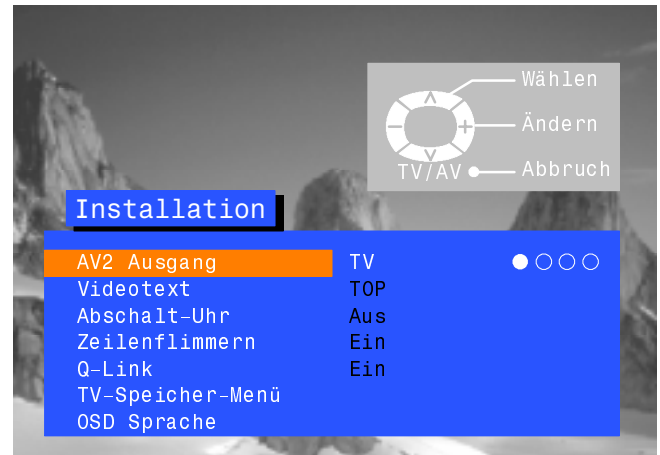 Wählen
Ändern
TV/AV Abbruch
Installation
AV2 Ausgang TV
Videotext TOP
Abschalt-Uhr Aus
Zeilenflimmern Ein
Q-Link Ein
TV-Speicher-Menü
OSD Sprache